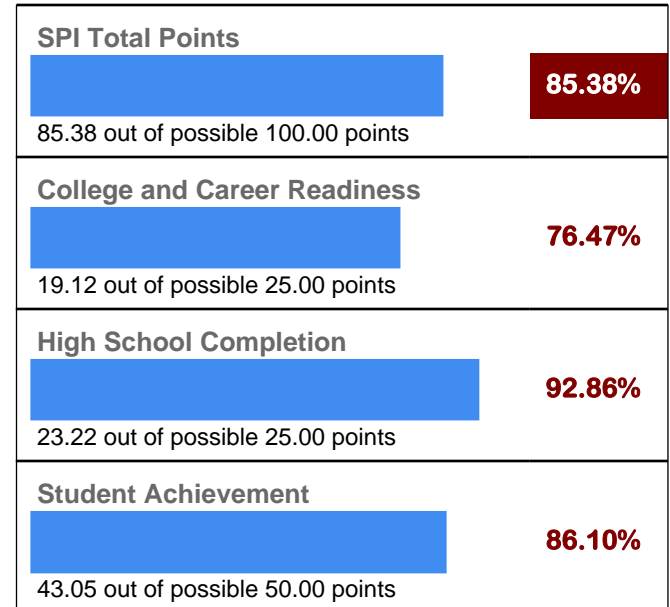 SPI Total Points
85.38%
85.38 out of possible 100.00 points
College and Career Readiness
76.47%
19.12 out of possible 25.00 points
High School Completion
92.86%
23.22 out of possible 25.00 points
Student Achievement
86.10%
43.05 out of possible 50.00 points